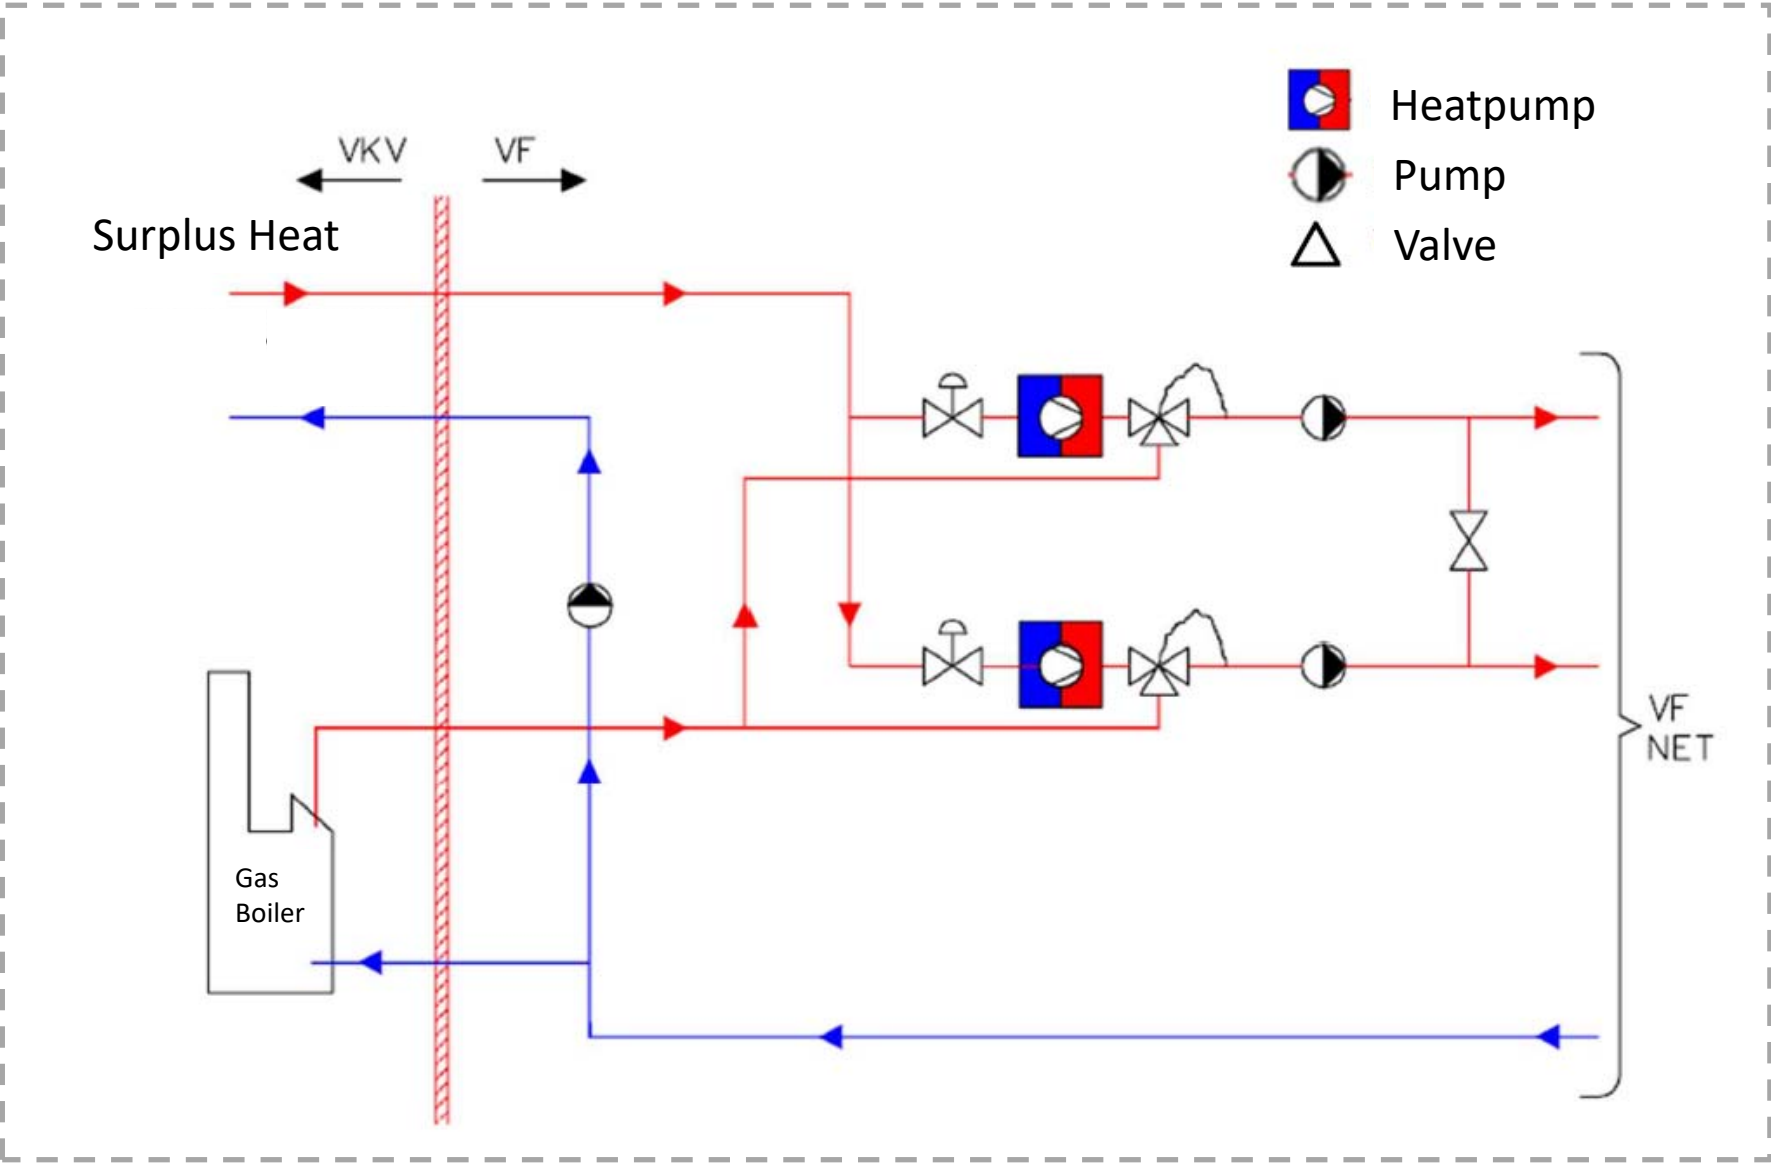 Heatpump
Pump
Valve
VKV
VF
Surplus Heat
VF
NET
Gas
Boiler